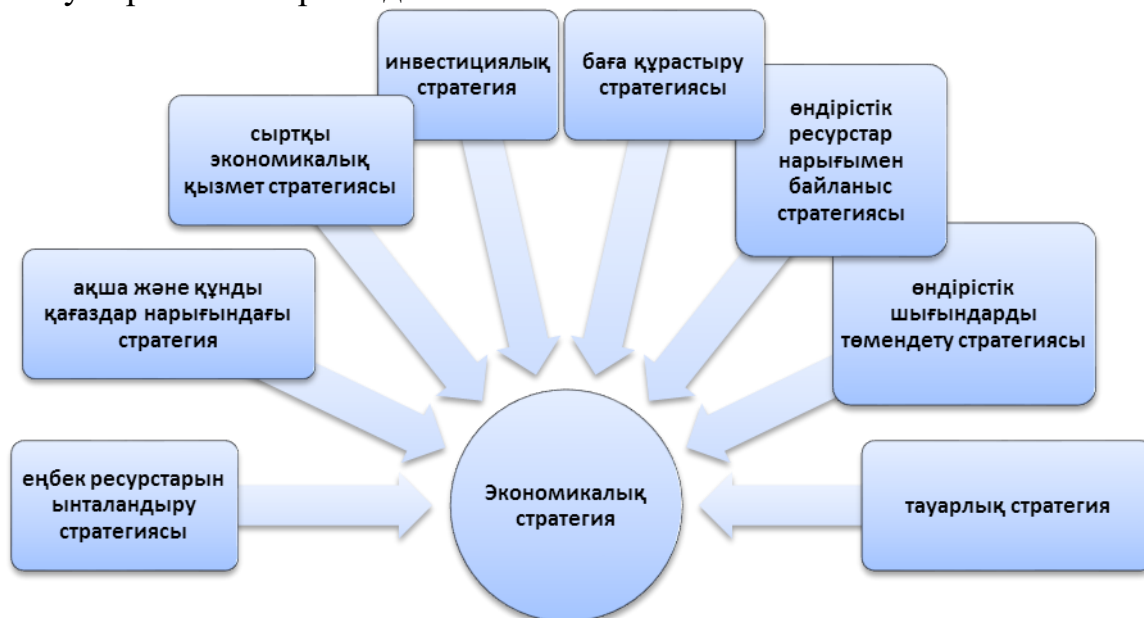 инвестициялық
стратегия
баға құрастыру
стратегиясы
сыртқы
экономикалық
қызмет стратегиясы
өндірістік
ресурстар
нарығымен
байланыс
стратегиясы
ақша және құнды
қағаздар нарығындағы
стратегия
өндірістік
шығындарды
төмендету стратегиясы
еңбек ресурстарын
ынталандыру
стратегиясы
Экономикалық
стратегия
тауарлық стратегия